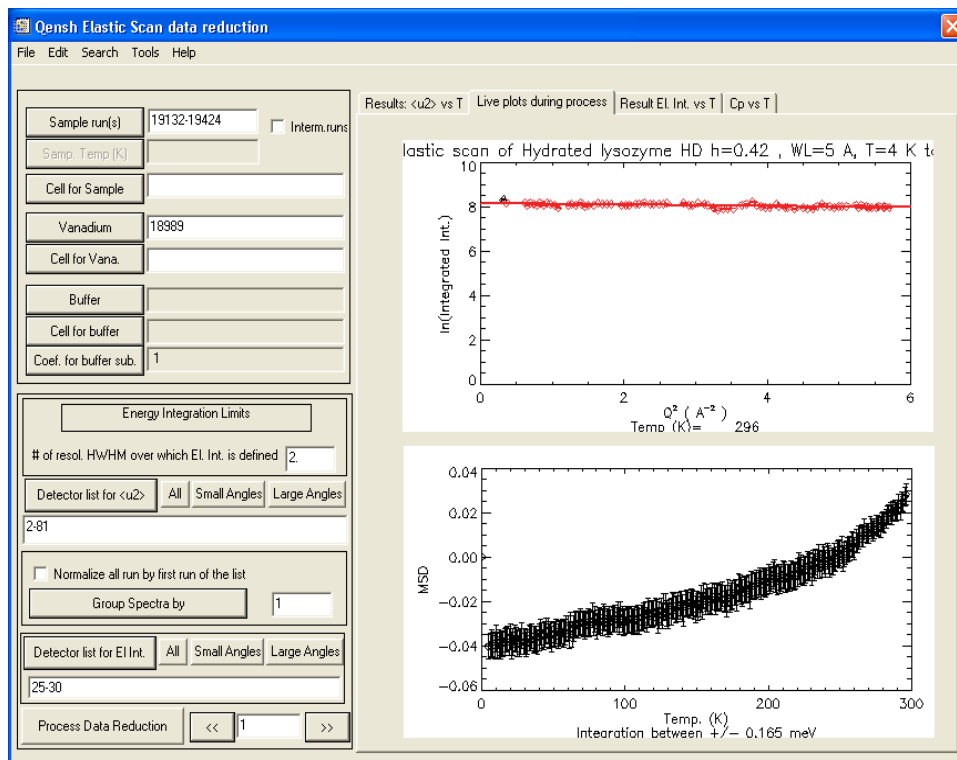 Qensh Elastic Scan data reduction
File Edit Search Tools Help
Sample run(s) 19132-19424 Interm.runs
Samp. Temp (K)
Cell for Sample
Vanadium 18989
Cell for Vana.
Buffer
Cell for buffer
Coef. for buffer sub. 1
Energy Integration Limits
# of resol. HWHM over which El. Int. is defined 2.
Detector list for <u2> All Small Angles Large Angles
2-81
Normalize all run by first run of the list
Group Spectra by 1
Detector list for El Int. All Small Angles Large Angles
25-30
Process Data Reduction << 1 >>
Results: <u2> vs T Live plots during process Result El. Int. vs T Cp vs T
lastic scan of Hydrated lysozyme HD h=0.42 , WL=5 A, T=4 K to
ln(Integrated Int.)
10
8
6
4
2
0
0 2 4 6
Q² ( A⁻² )
Temp (K)= 296
MSD
0.04
0.02
0.00
−0.02
−0.04
−0.06
0 100 200 300
Temp. (K)
Integration between +/− 0.165 meV